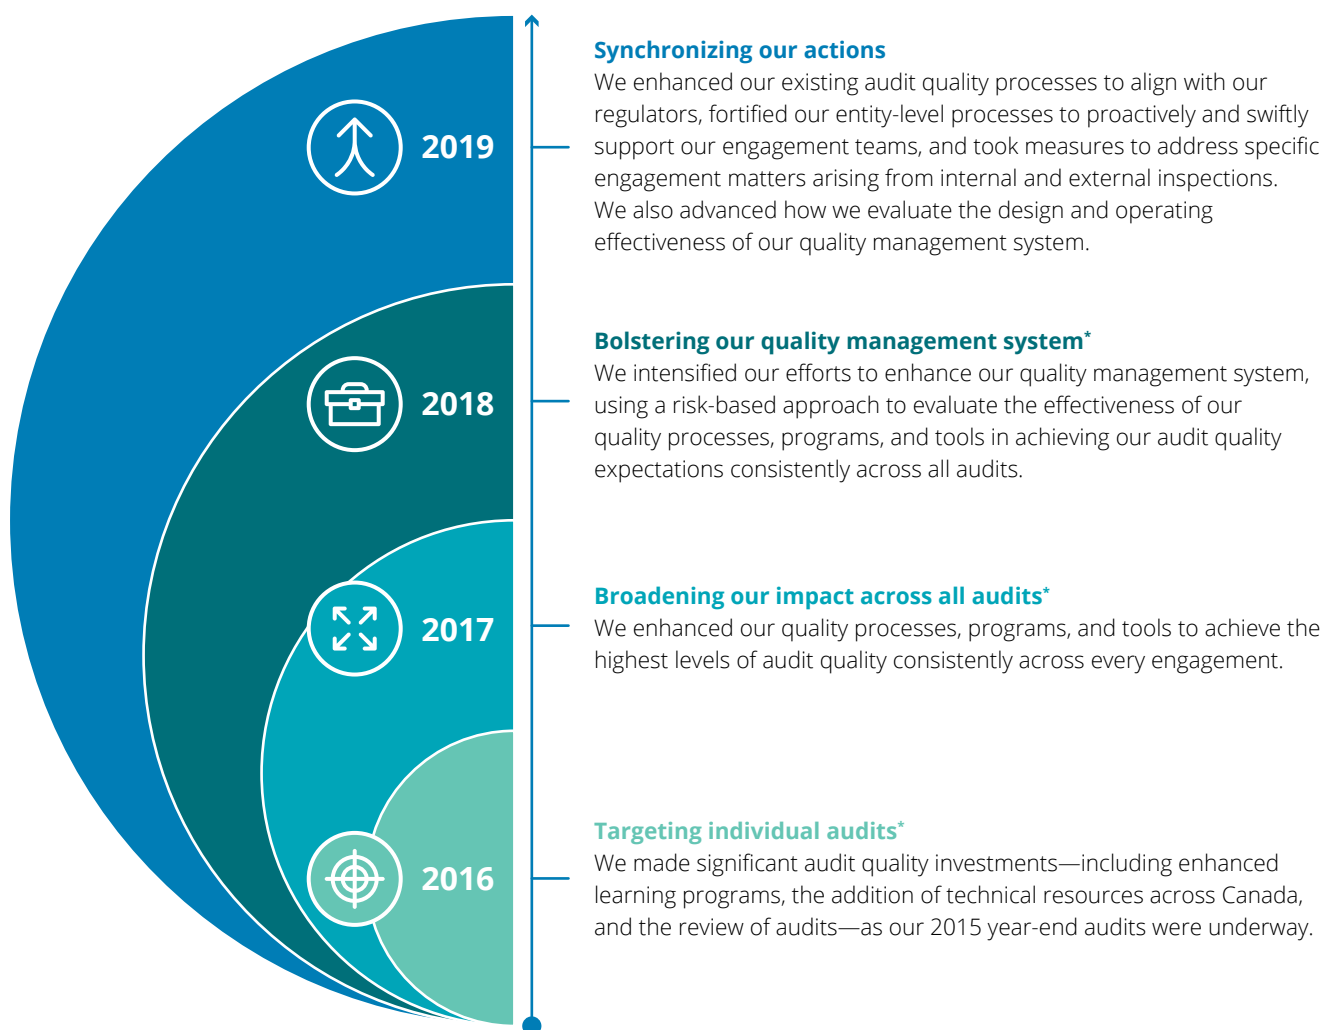 2019
Synchronizing our actions
We enhanced our existing audit quality processes to align with our
regulators, fortified our entity-level processes to proactively and swiftly
support our engagement teams, and took measures to address specific
engagement matters arising from internal and external inspections.
We also advanced how we evaluate the design and operating
effectiveness of our quality management system.
2018
Bolstering our quality management system*
We intensified our efforts to enhance our quality management system,
using a risk-based approach to evaluate the effectiveness of our
quality processes, programs, and tools in achieving our audit quality
expectations consistently across all audits.
2017
Broadening our impact across all audits*
We enhanced our quality processes, programs, and tools to achieve the
highest levels of audit quality consistently across every engagement.
2016
Targeting individual audits*
We made significant audit quality investments—including enhanced
learning programs, the addition of technical resources across Canada,
and the review of audits—as our 2015 year-end audits were underway.